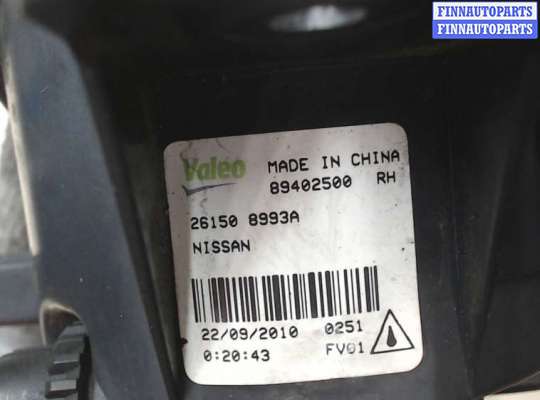 FINNAUTOPARTS
FINNAUTOPARTS
Valeo MADE IN CHINA
89402500 RH
26150 8993A
NISSAN
22/09/2010 0251
0:20:43 FV01